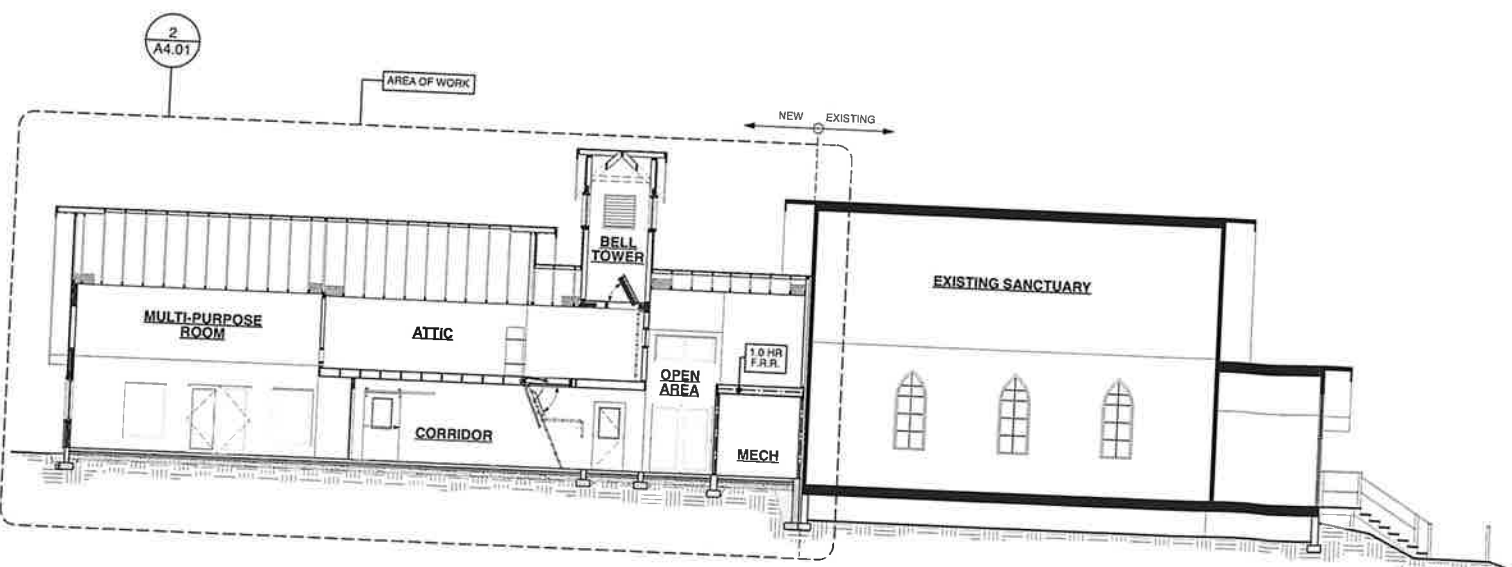 2
A4.01
AREA OF WORK
NEW
EXISTING
BELL
TOWER
EXISTING SANCTUARY
MULTI-PURPOSE
ROOM
ATTIC
1.0 HR
F.R.R.
OPEN
AREA
CORRIDOR
MECH